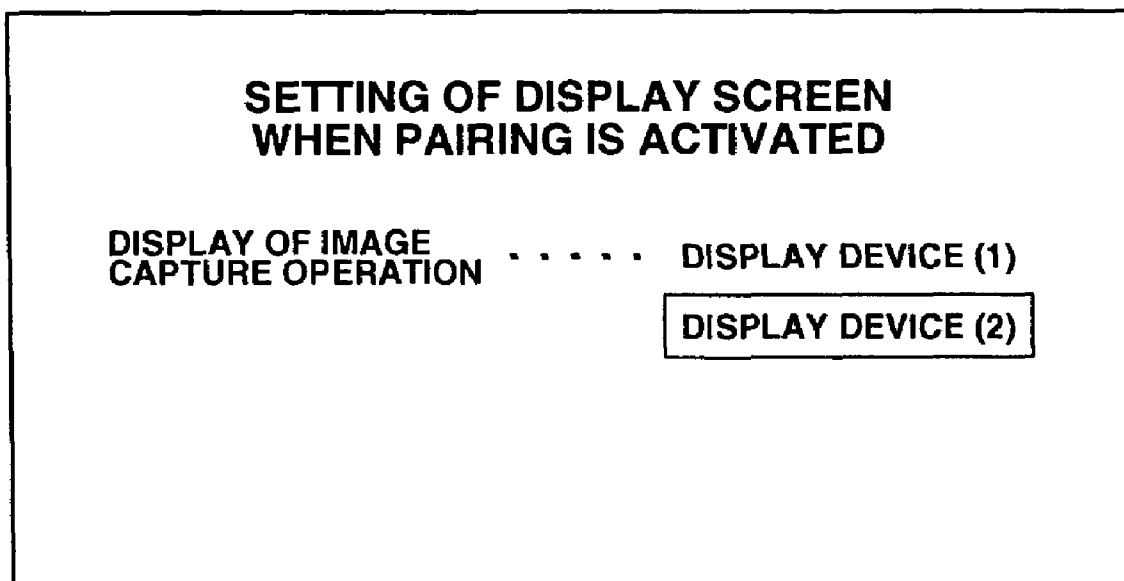 SETTING OF DISPLAY SCREEN
WHEN PAIRING IS ACTIVATED
DISPLAY OF IMAGE
CAPTURE OPERATION . . . . . DISPLAY DEVICE (1)
DISPLAY DEVICE (2)